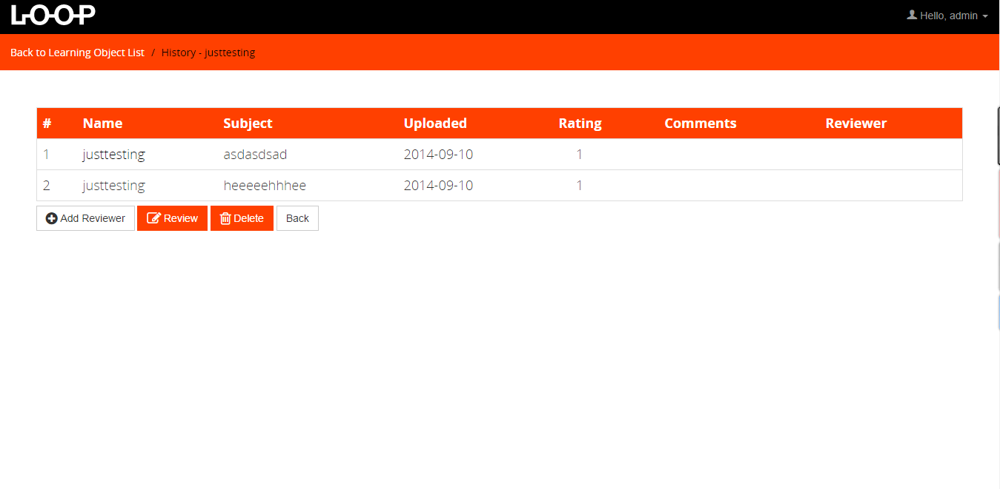 LOOP
Hello, admin
Back to Learning Object List / History - justtesting
# Name Subject Uploaded Rating Comments Reviewer
1 justtesting asdasdsad 2014-09-10 1
2 justtesting heeeeehhhee 2014-09-10 1
Add Reviewer Review Delete Back